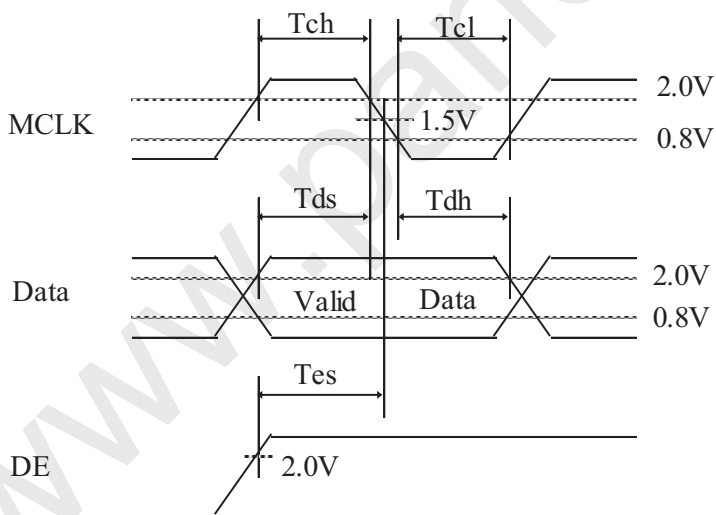 Tch Tcl
2.0V
MCLK 1.5V
0.8V
Tds Tdh
Data 2.0V
Valid Data
0.8V
Tes
DE 2.0V